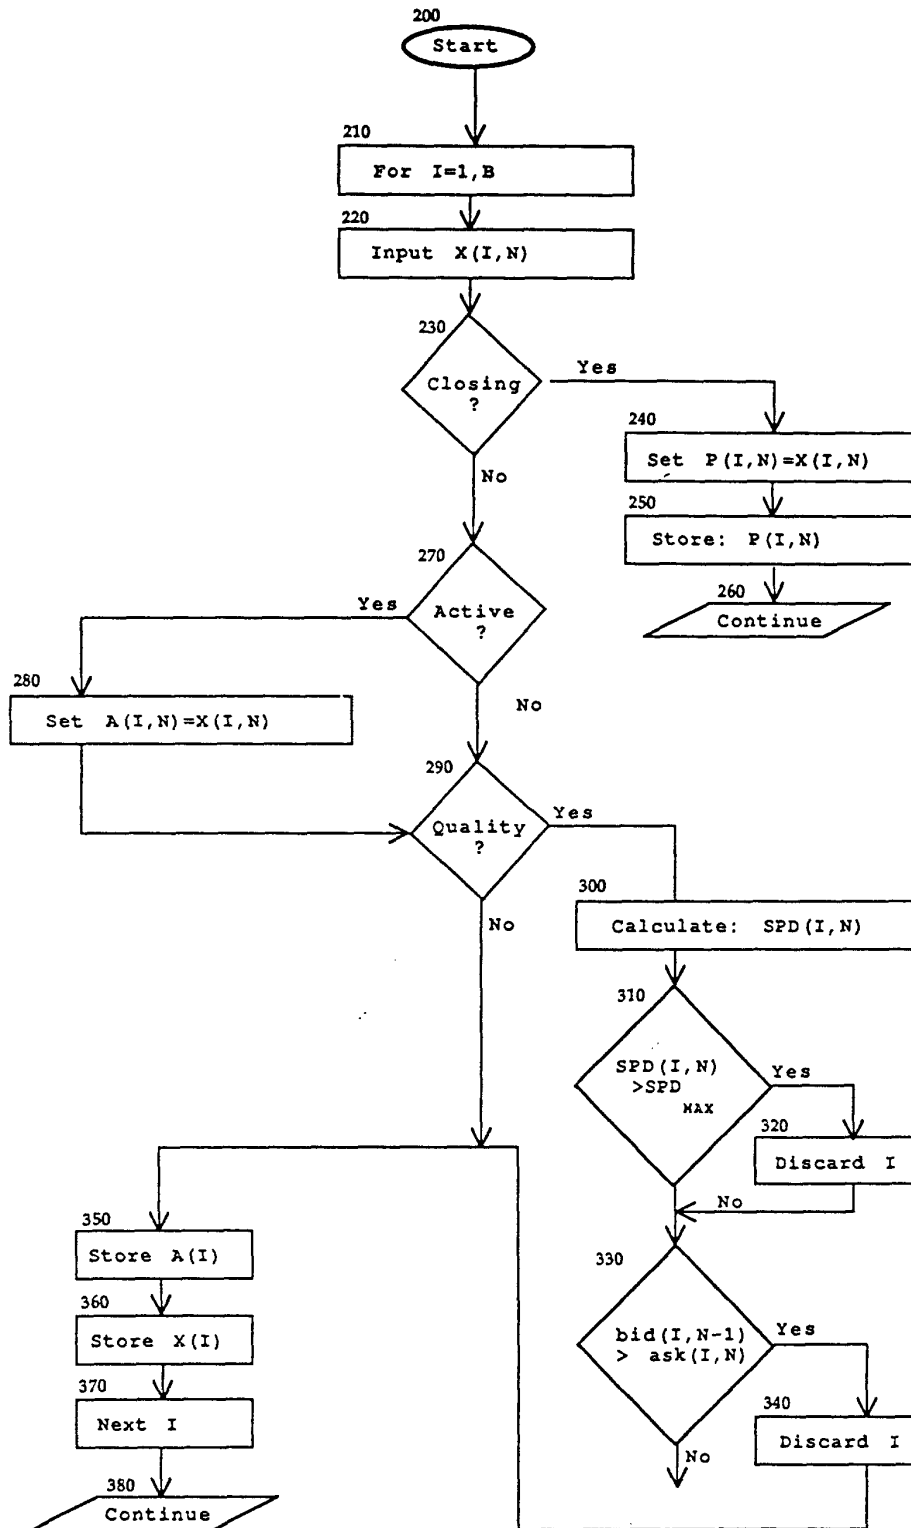 200
Start
210
For I=1,B
220
Input X(I,N)
230
Closing
?
Yes
No
240
Set P(I,N)=X(I,N)
250
Store: P(I,N)
260
Continue
270
Active
?
Yes
No
280
Set A(I,N)=X(I,N)
290
Quality
?
Yes
No
300
Calculate: SPD(I,N)
310
SPD(I,N)
>SPD
MAX
Yes
320
Discard I
No
330
bid(I,N-1)
> ask(I,N)
Yes
340
Discard I
No
350
Store A(I)
360
Store X(I)
370
Next I
380
Continue